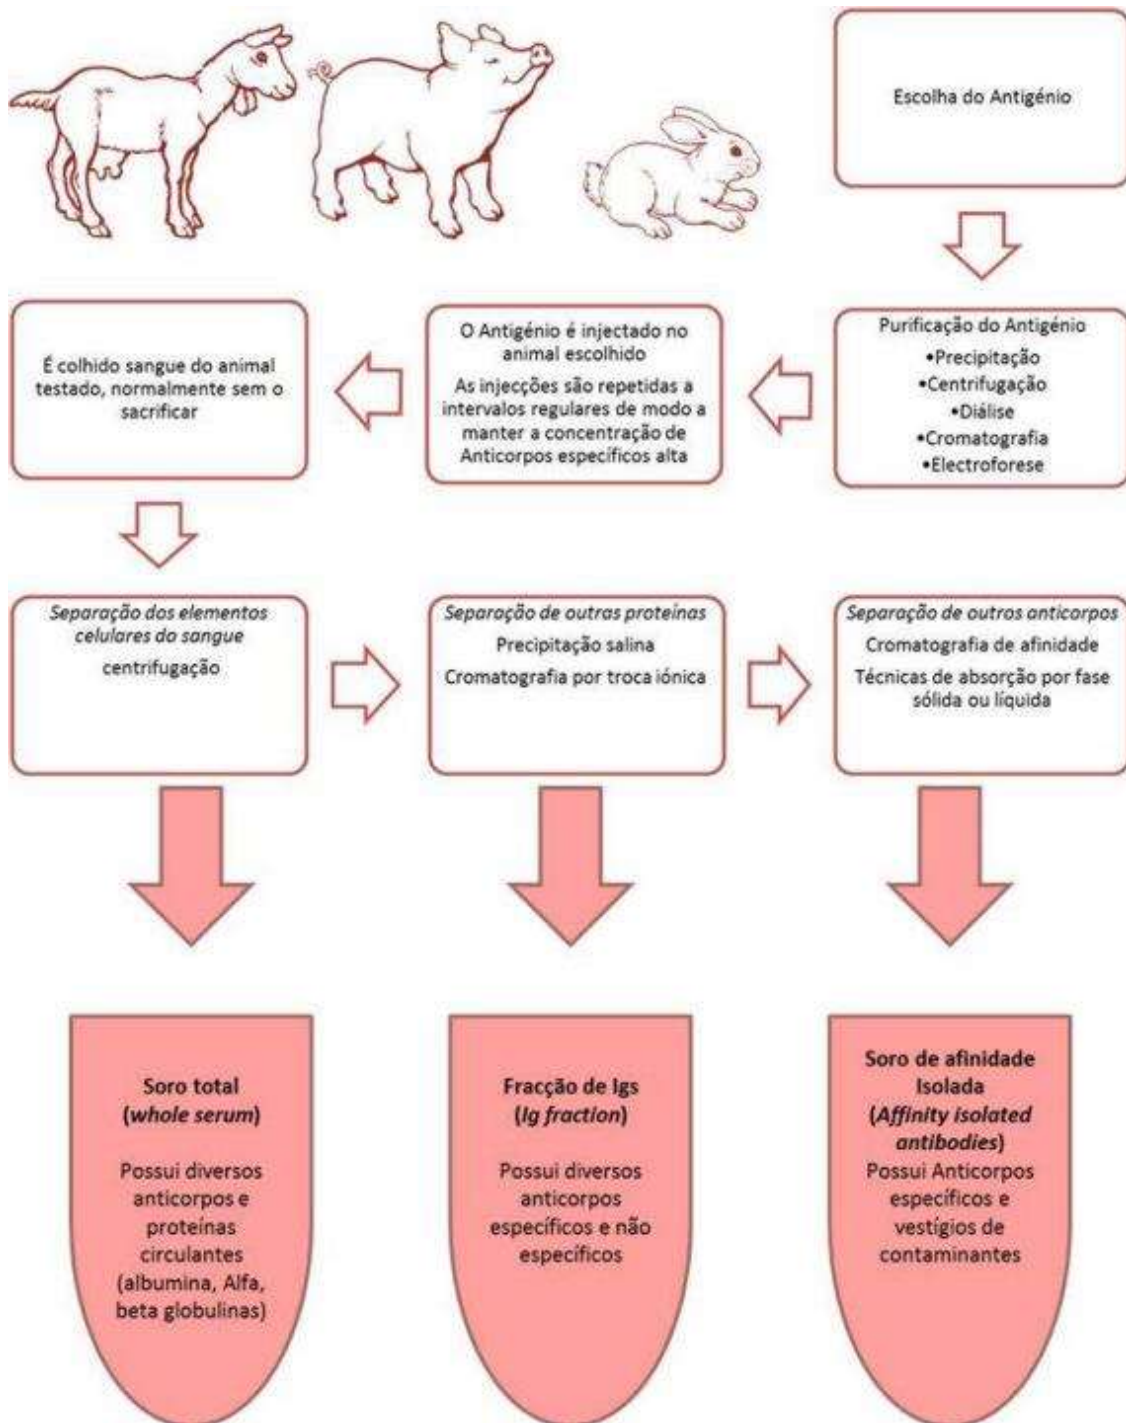 Escolha do Antigénio
Purificação do Antigénio
•Precipitação
•Centrifugação
•Diálise
•Cromatografia
•Electroforese
O Antigénio é injectado no
animal escolhido
As injecções são repetidas a
intervalos regulares de modo a
manter a concentração de
Anticorpos específicos alta
É colhido sangue do animal
testado, normalmente sem o
sacrificar
Separação dos elementos
celulares do sangue
centrifugação
Separação de outras proteínas
Precipitação salina
Cromatografia por troca iónica
Separação de outros anticorpos
Cromatografia de afinidade
Técnicas de absorção por fase
sólida ou líquida
Soro total
(whole serum)
Possui diversos
anticorpos e
proteínas
circulantes
(albumina, Alfa,
beta globulinas)
Fracção de Igs
(Ig fraction)
Possui diversos
anticorpos
específicos e não
específicos
Soro de afinidade
Isolada
(Affinity isolated
antibodies)
Possui Anticorpos
específicos e
vestígios de
contaminantes